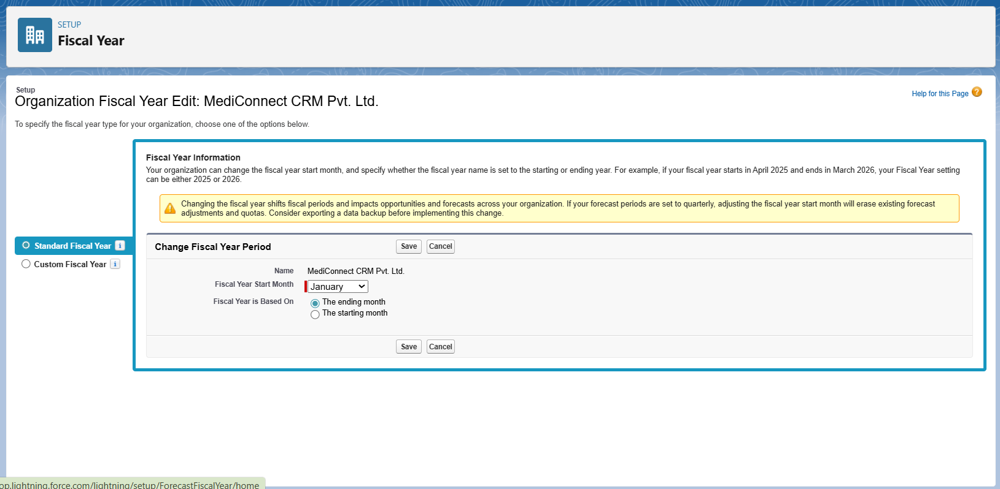 SETUP
Fiscal Year
Setup
Organization Fiscal Year Edit: MediConnect CRM Pvt. Ltd.
Help for this Page ?
To specify the fiscal year type for your organization, choose one of the options below.
Standard Fiscal Year i
Custom Fiscal Year i
Fiscal Year Information
Your organization can change the fiscal year start month, and specify whether the fiscal year name is set to the starting or ending year. For example, if your fiscal year starts in April 2025 and ends in March 2026, your Fiscal Year setting
can be either 2025 or 2026.
Changing the fiscal year shifts fiscal periods and impacts opportunities and forecasts across your organization. If your forecast periods are set to quarterly, adjusting the fiscal year start month will erase existing forecast
adjustments and quotas. Consider exporting a data backup before implementing this change.
Change Fiscal Year Period Save Cancel
Name MediConnect CRM Pvt. Ltd.
Fiscal Year Start Month January
Fiscal Year is Based On The ending month
The starting month
Save Cancel
op.lightning.force.com/lightning/setup/ForecastFiscalYear/home